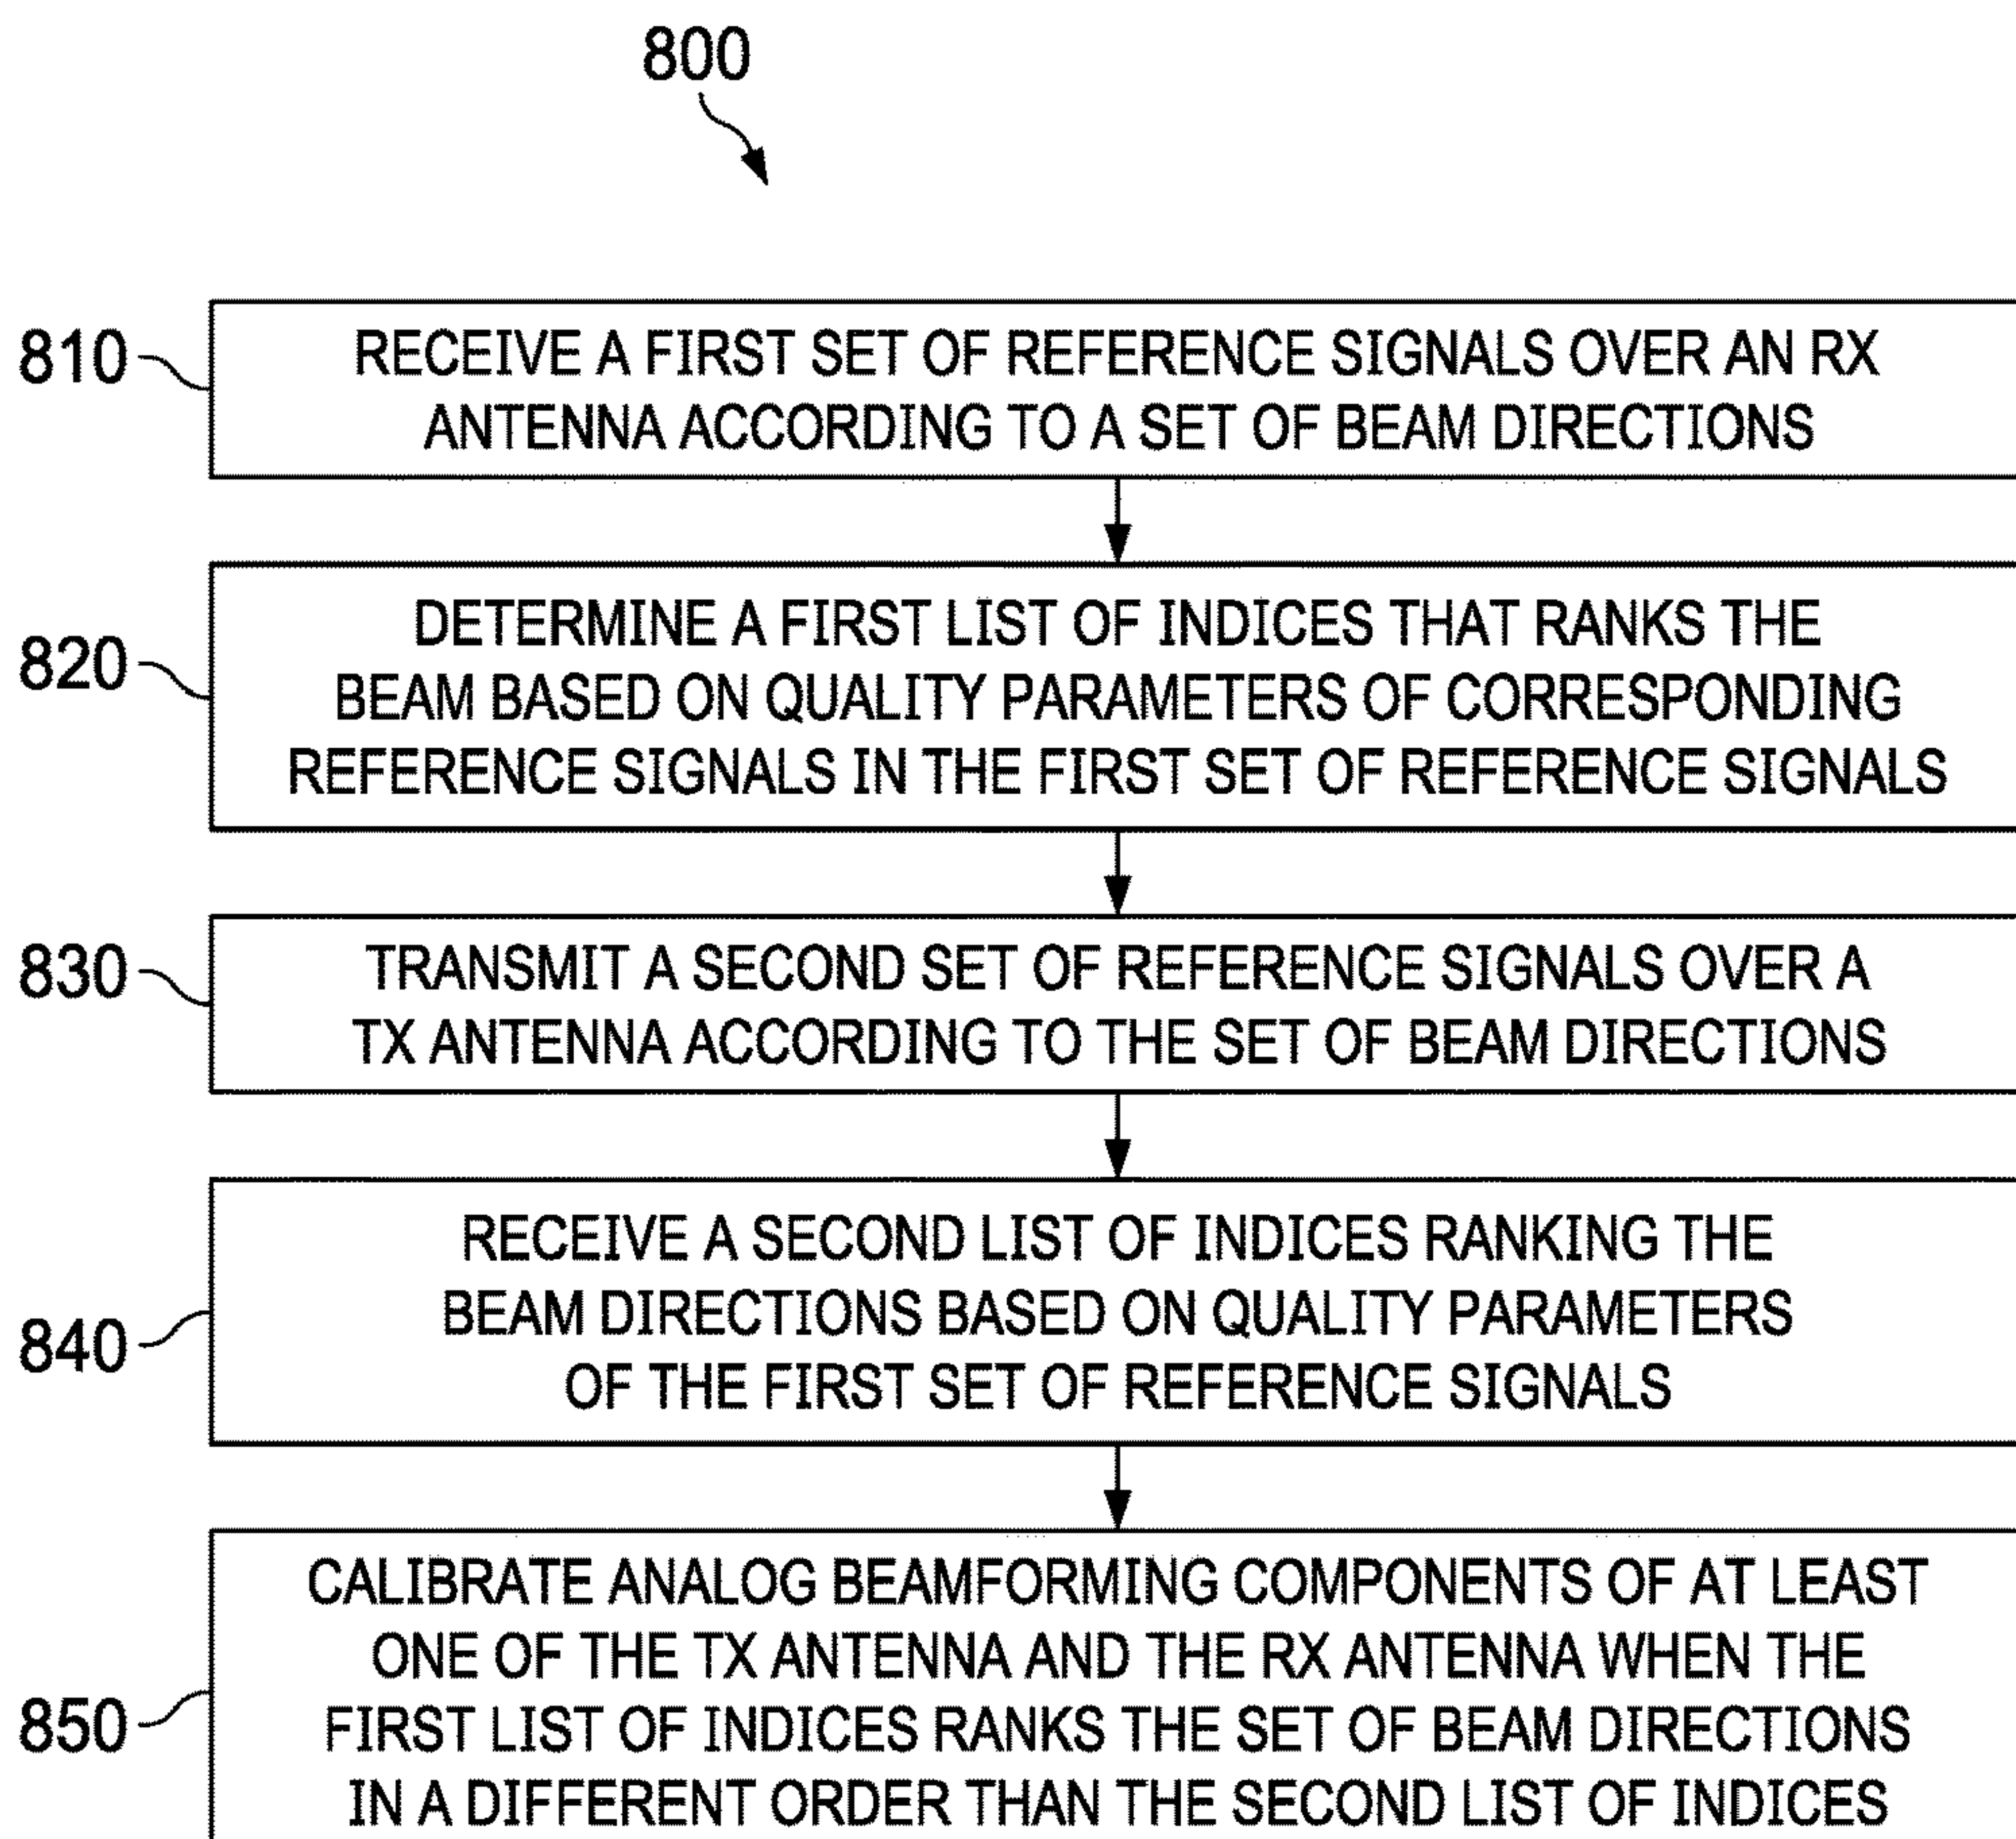 800
810
RECEIVE A FIRST SET OF REFERENCE SIGNALS OVER AN RX
ANTENNA ACCORDING TO A SET OF BEAM DIRECTIONS
820
DETERMINE A FIRST LIST OF INDICES THAT RANKS THE
BEAM BASED ON QUALITY PARAMETERS OF CORRESPONDING
REFERENCE SIGNALS IN THE FIRST SET OF REFERENCE SIGNALS
830
TRANSMIT A SECOND SET OF REFERENCE SIGNALS OVER A
TX ANTENNA ACCORDING TO THE SET OF BEAM DIRECTIONS
840
RECEIVE A SECOND LIST OF INDICES RANKING THE
BEAM DIRECTIONS BASED ON QUALITY PARAMETERS
OF THE FIRST SET OF REFERENCE SIGNALS
850
CALIBRATE ANALOG BEAMFORMING COMPONENTS OF AT LEAST
ONE OF THE TX ANTENNA AND THE RX ANTENNA WHEN THE
FIRST LIST OF INDICES RANKS THE SET OF BEAM DIRECTIONS
IN A DIFFERENT ORDER THAN THE SECOND LIST OF INDICES